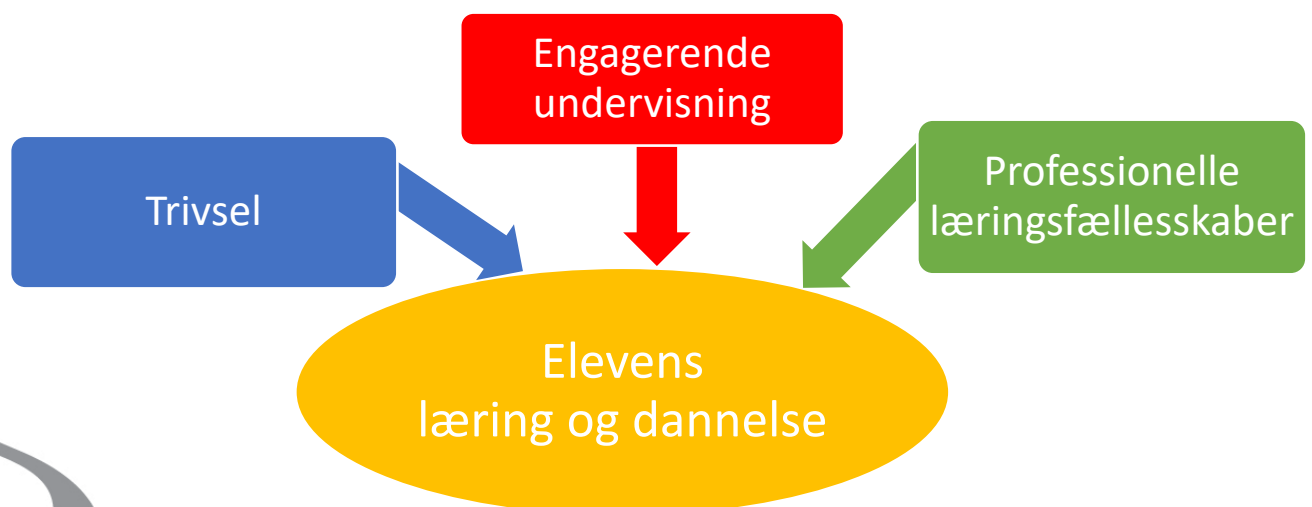 Engagerende
undervisning
Trivsel
Professionelle
læringsfællesskaber
Elevens
læring og dannelse